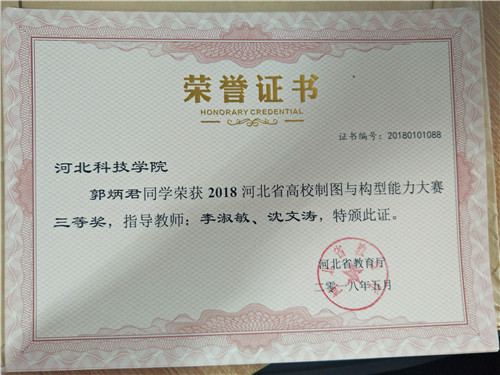 荣誉证书
HONORARY CREDENTIAL
证书编号：20180101088
河北科技学院
郭炳君同学荣获 2018 河北省高校制图与构型能力大赛
三等奖，指导教师：李淑敏、沈文涛，特颁此证。
河北省教育厅
二零一八年五月